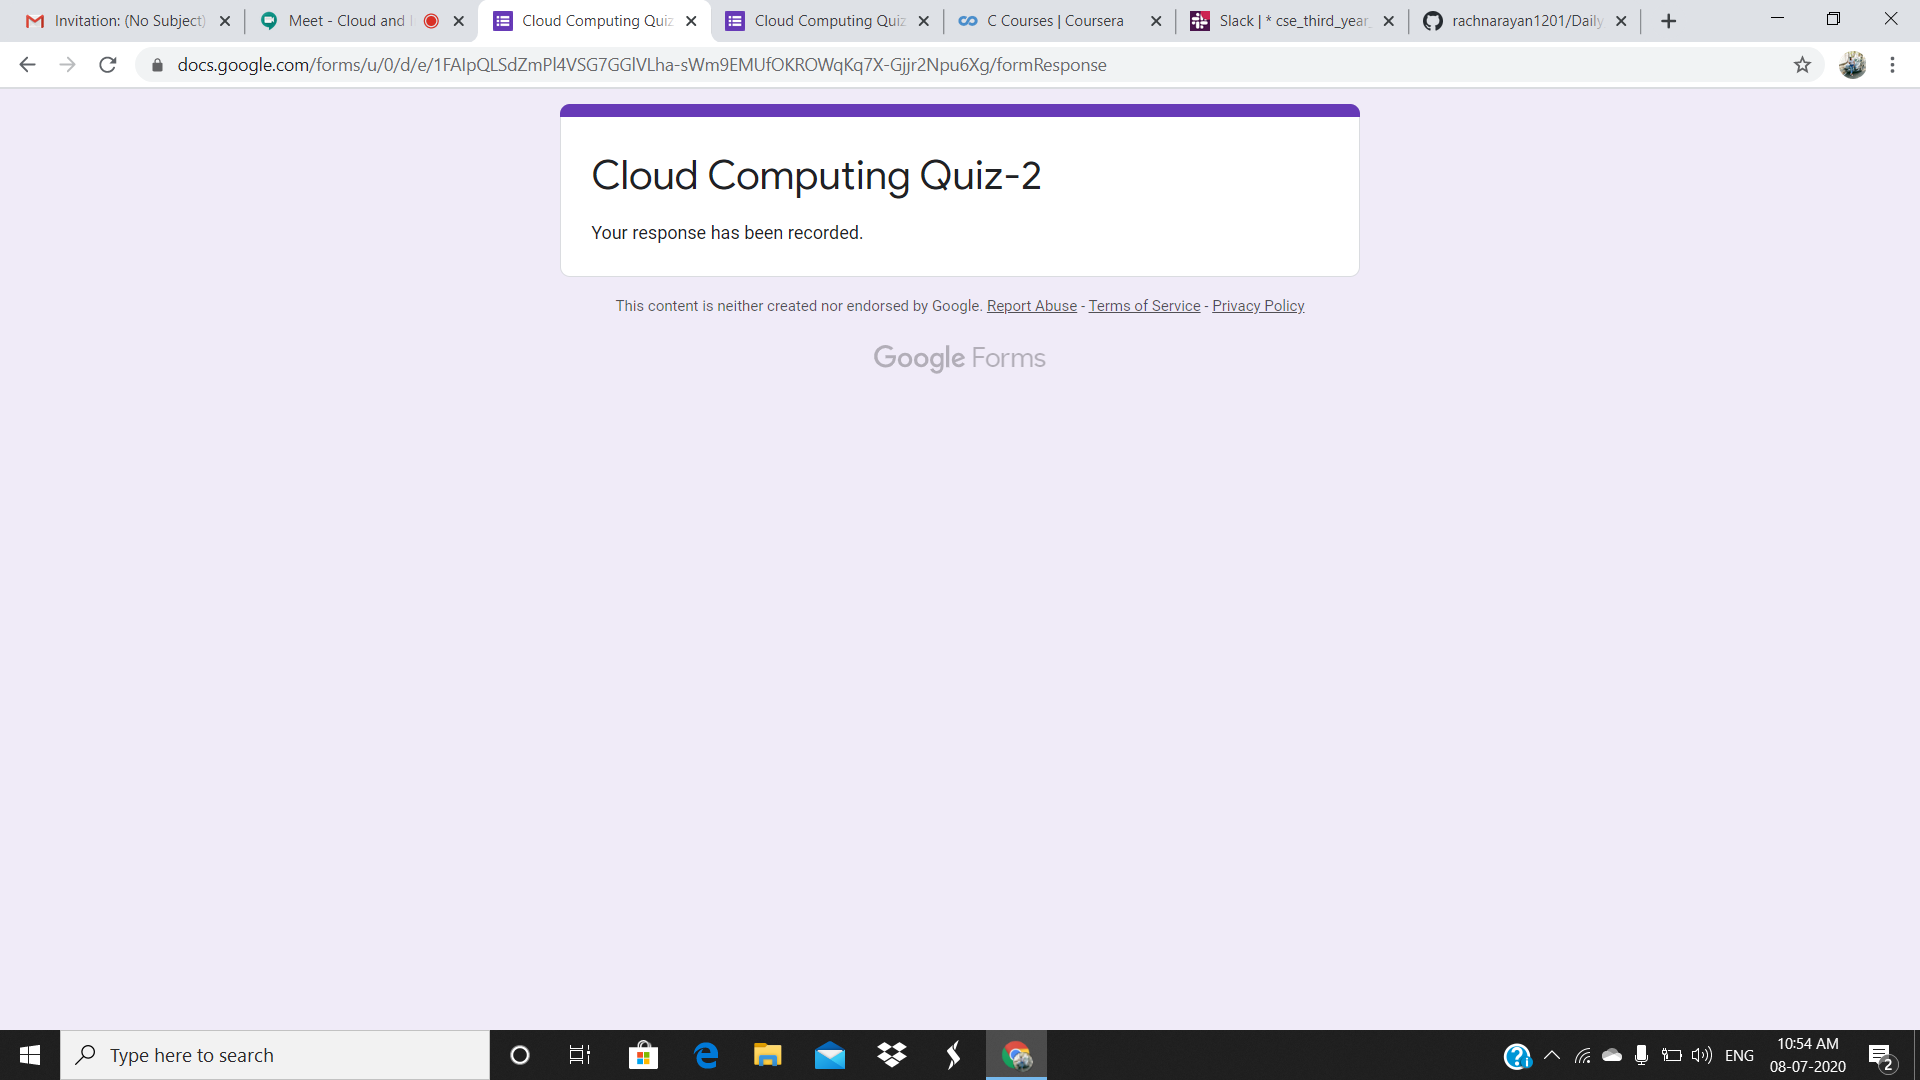 Invitation: (No Subject)
Meet - Cloud and
Cloud Computing Quiz
Cloud Computing Quiz
C Courses | Coursera
Slack | * cse_third_year
rachnarayan1201/Daily
docs.google.com/forms/u/0/d/e/1FAIpQLSdZmPl4VSG7GGlVLha-sWm9EMUfOKROWqKq7X-Gjjr2Npu6Xg/formResponse
Cloud Computing Quiz-2
Your response has been recorded.
This content is neither created nor endorsed by Google. Report Abuse - Terms of Service - Privacy Policy
Google Forms
Type here to search
ENG
10:54 AM
08-07-2020
2